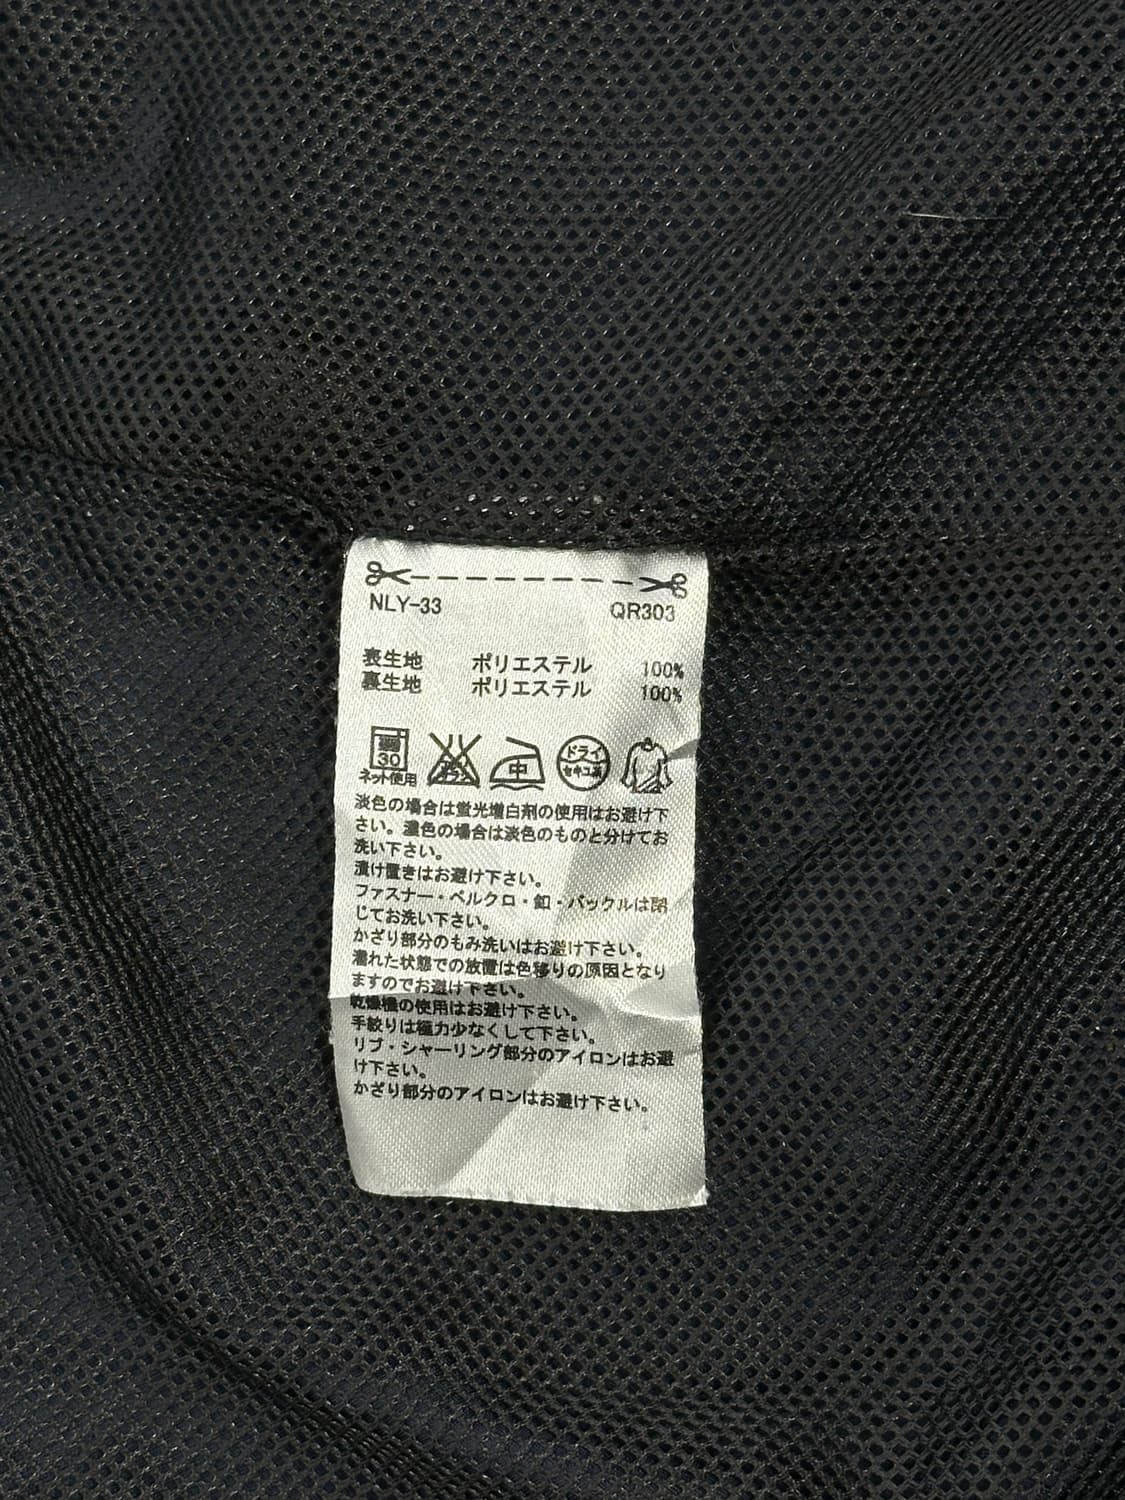 NLY-33 QR303
表生地 ポリエステル 100%
裏生地 ポリエステル 100%
30 中 ドライ セキユ系
ネット使用
淡色の場合は蛍光増白剤の使用はお避け下
さい。濃色の場合は淡色のものと分けてお
洗い下さい。
漬け置きはお避け下さい。
ファスナー・ベルクロ・釦・バックルは閉
じてお洗い下さい。
かざり部分のもみ洗いはお避け下さい。
濡れた状態での放置は色移りの原因となり
ますのでお避け下さい。
乾燥機の使用はお避け下さい。
手絞りは極力少なくして下さい。
リブ・シャーリング部分のアイロンはお避
け下さい。
かざり部分のアイロンはお避け下さい。